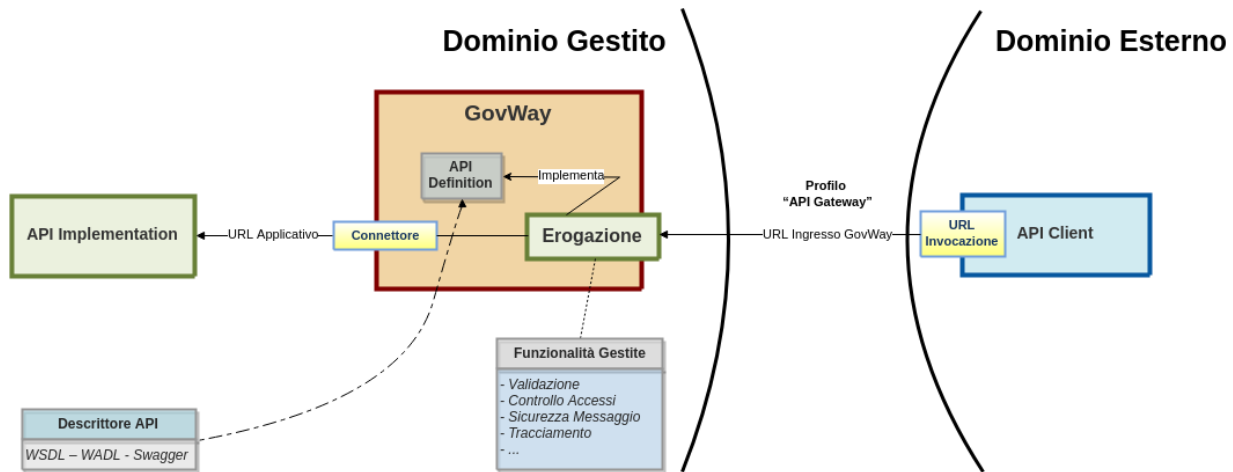 Dominio Gestito
Dominio Esterno
GovWay
API
Definition
Implementa
Profilo
“API Gateway”
API Implementation
URL Applicativo
Connettore
Erogazione
URL Ingresso GovWay
URL
Invocazione
API Client
Funzionalità Gestite
- Validazione
- Controllo Accessi
- Sicurezza Messaggio
- Tracciamento
- ...
Descrittore API
WSDL – WADL - Swagger